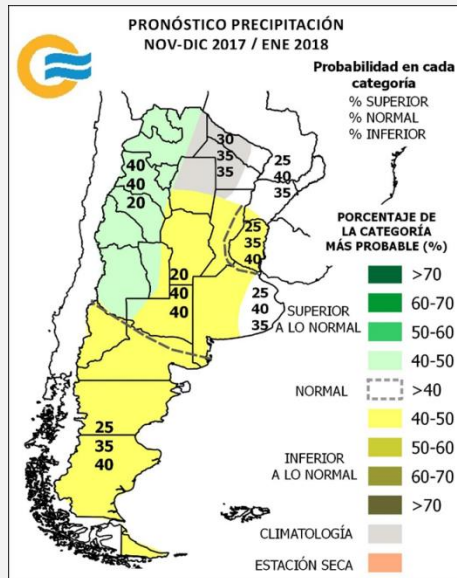 PRONÓSTICO PRECIPITACIÓN
NOV-DIC 2017 / ENE 2018
Probabilidad en cada
categoría
% SUPERIOR
% NORMAL
% INFERIOR
30
35
35
25
40
35
40
40
20
25
35
40
20
40
40
25
40
35
25
35
40
PORCENTAJE DE
LA CATEGORÍA
MÁS PROBABLE (%)
>70
60-70
50-60
SUPERIOR
A LO NORMAL
40-50
NORMAL
>40
40-50
50-60
INFERIOR
A LO NORMAL
60-70
>70
CLIMATOLOGÍA
ESTACIÓN SECA